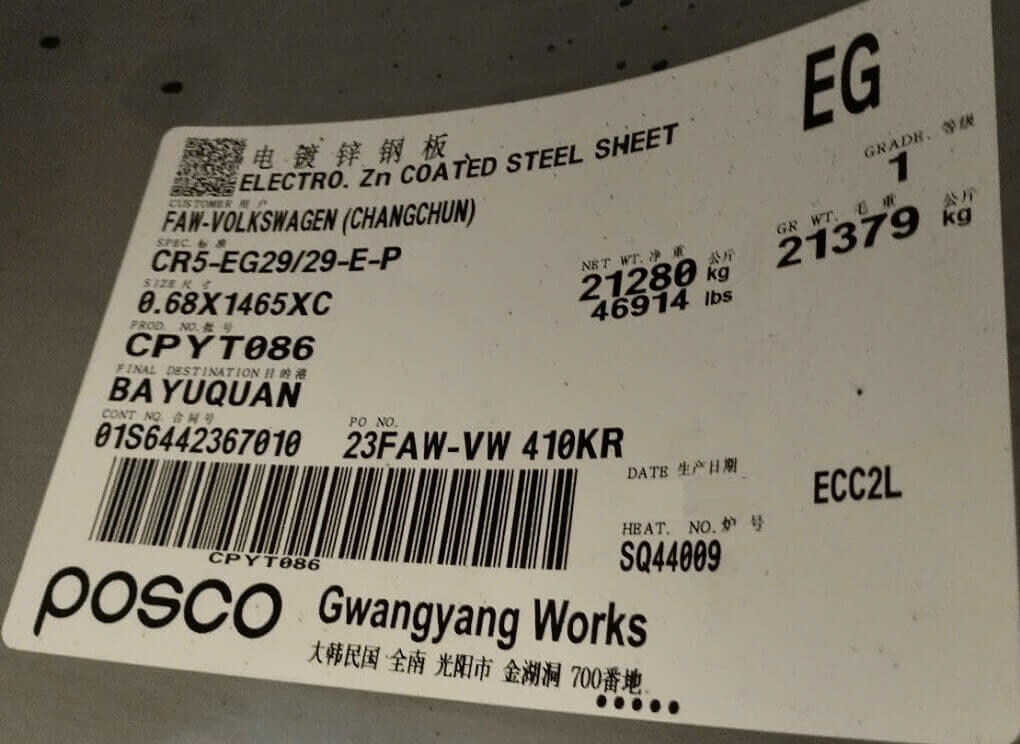 EG
电镀锌钢板
ELECTRO. Zn COATED STEEL SHEET
GRADE. 等级
1
CUSTOMER 用户
FAW-VOLKSWAGEN (CHANGCHUN)
SPEC. 标准
CR5-EG29/29-E-P
NET WT. 净重 公斤
21280 kg
46914 lbs
GR WT. 毛重 公斤
21379 kg
SIZE 尺寸
0.68X1465XC
PROD. NO. 批号
CPYT086
FINAL DESTINATION 目的港
BAYUQUAN
CONT NO. 合同号
01S6442367010
PO NO.
23FAW-VW 410KR
DATE 生产日期
ECC2L
HEAT. NO. 炉号
SQ44009
CPYT086
posco Gwangyang Works
大韩民国 全南 光阳市 金湖洞 700番地